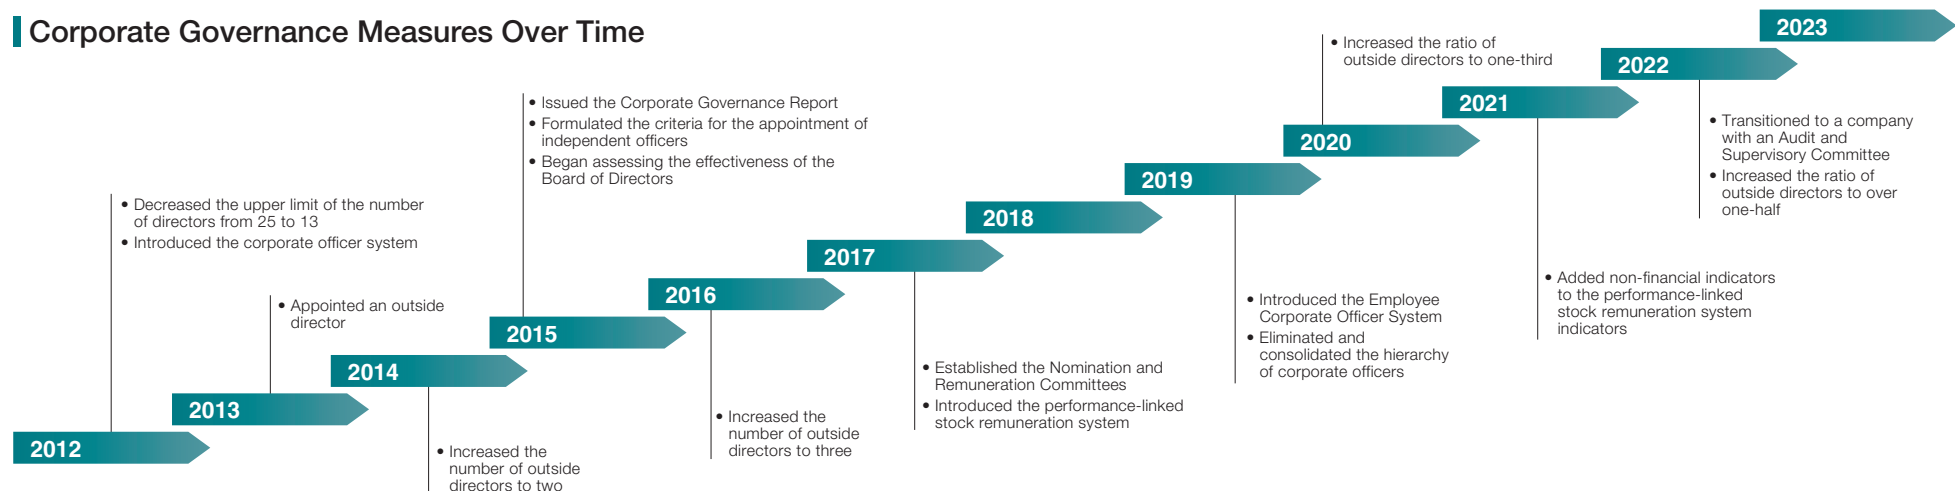 Corporate Governance Measures Over Time
2012
• Decreased the upper limit of the number
of directors from 25 to 13
• Introduced the corporate officer system
2013
• Appointed an outside
director
2014
• Increased the
number of outside
directors to two
2015
• Issued the Corporate Governance Report
• Formulated the criteria for the appointment of
independent officers
• Began assessing the effectiveness of the
Board of Directors
2016
• Increased the
number of outside
directors to three
2017
• Established the Nomination and
Remuneration Committees
• Introduced the performance-linked
stock remuneration system
2018
2019
• Introduced the Employee
Corporate Officer System
• Eliminated and
consolidated the hierarchy
of corporate officers
2020
• Increased the ratio of
outside directors to one-third
2021
• Added non-financial indicators
to the performance-linked
stock remuneration system
indicators
2022
• Transitioned to a company
with an Audit and
Supervisory Committee
• Increased the ratio of
outside directors to over
one-half
2023